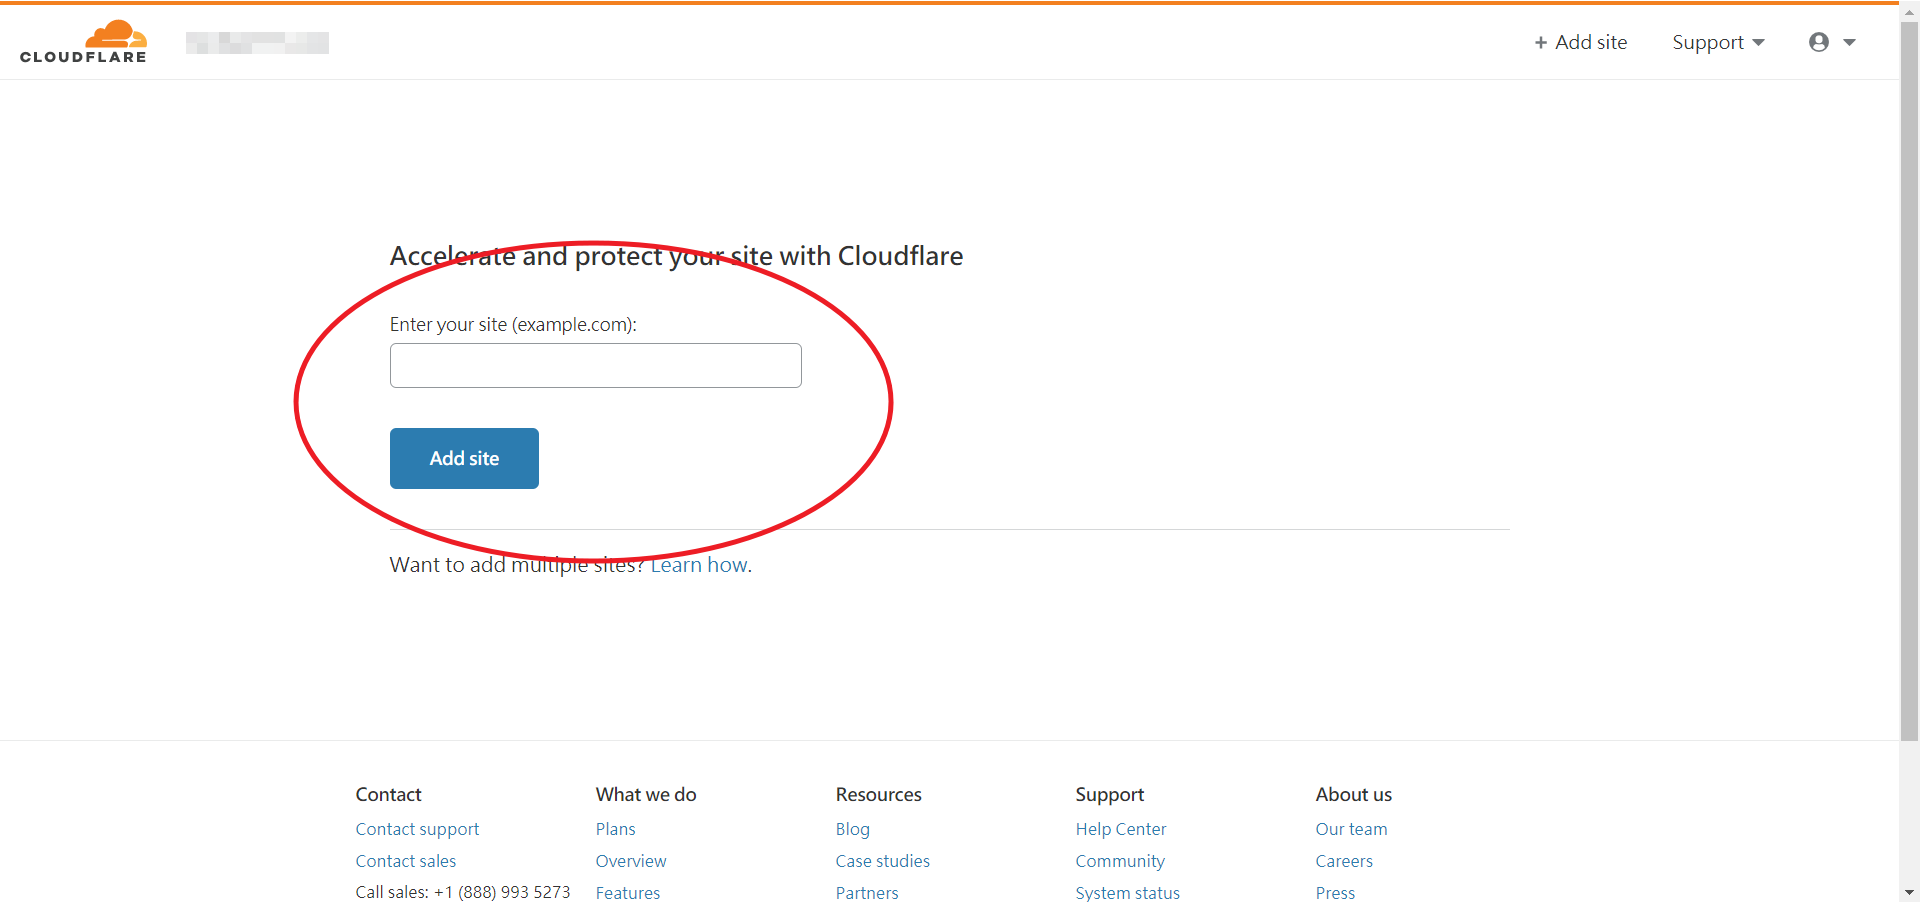 CLOUDFLARE
+ Add site
Support
Accelerate and protect your site with Cloudflare
Enter your site (example.com):
Add site
Want to add multiple sites? Learn how.
Contact
Contact support
Contact sales
Call sales: +1 (888) 993 5273
What we do
Plans
Overview
Features
Resources
Blog
Case studies
Partners
Support
Help Center
Community
System status
About us
Our team
Careers
Press